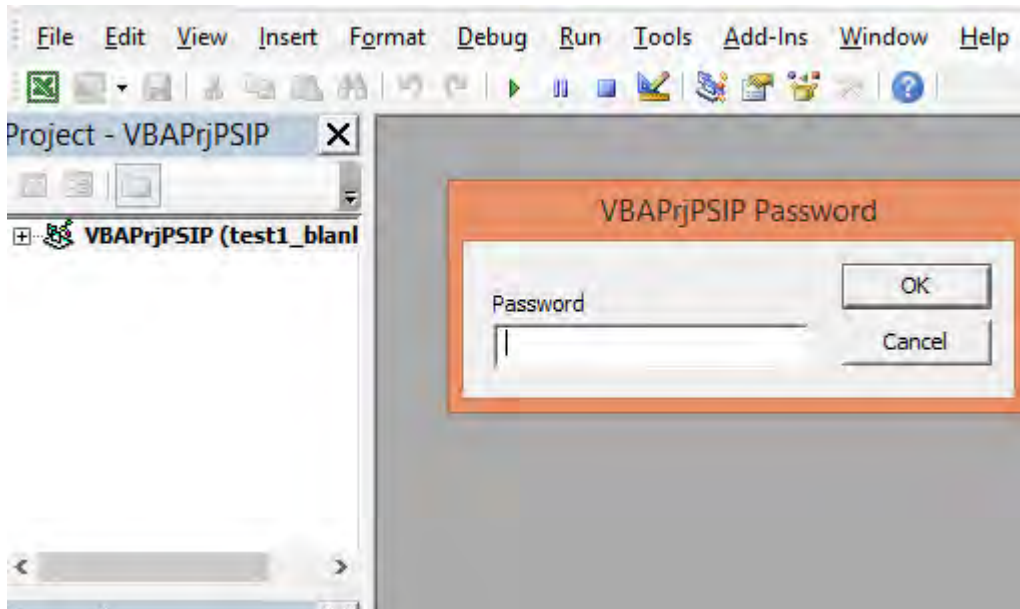 File Edit View Insert Format Debug Run Tools Add-Ins Window Help
Project - VBAPrjPSIP
VBAPrjPSIP (test1_blanl
VBAPrjPSIP Password
Password
OK
Cancel